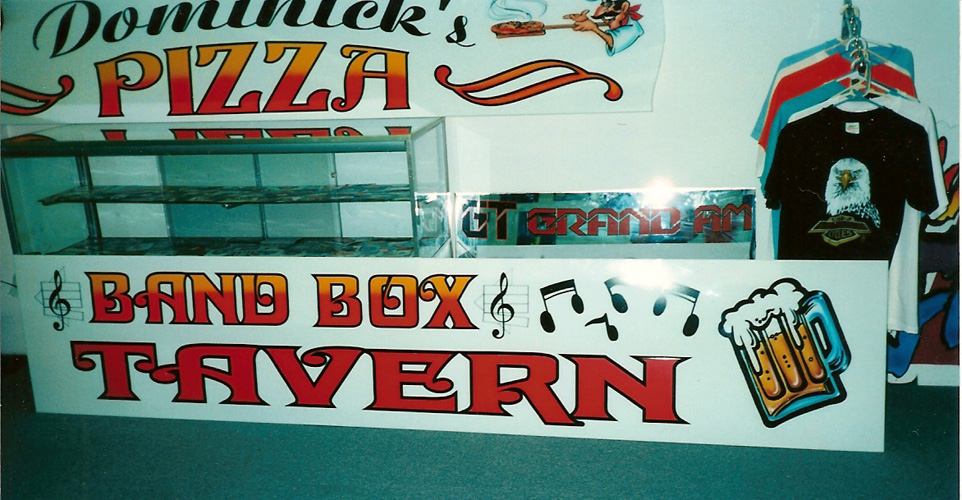 Dominick's
PIZZA
GT GRAND AM
BAND BOX
TAVERN